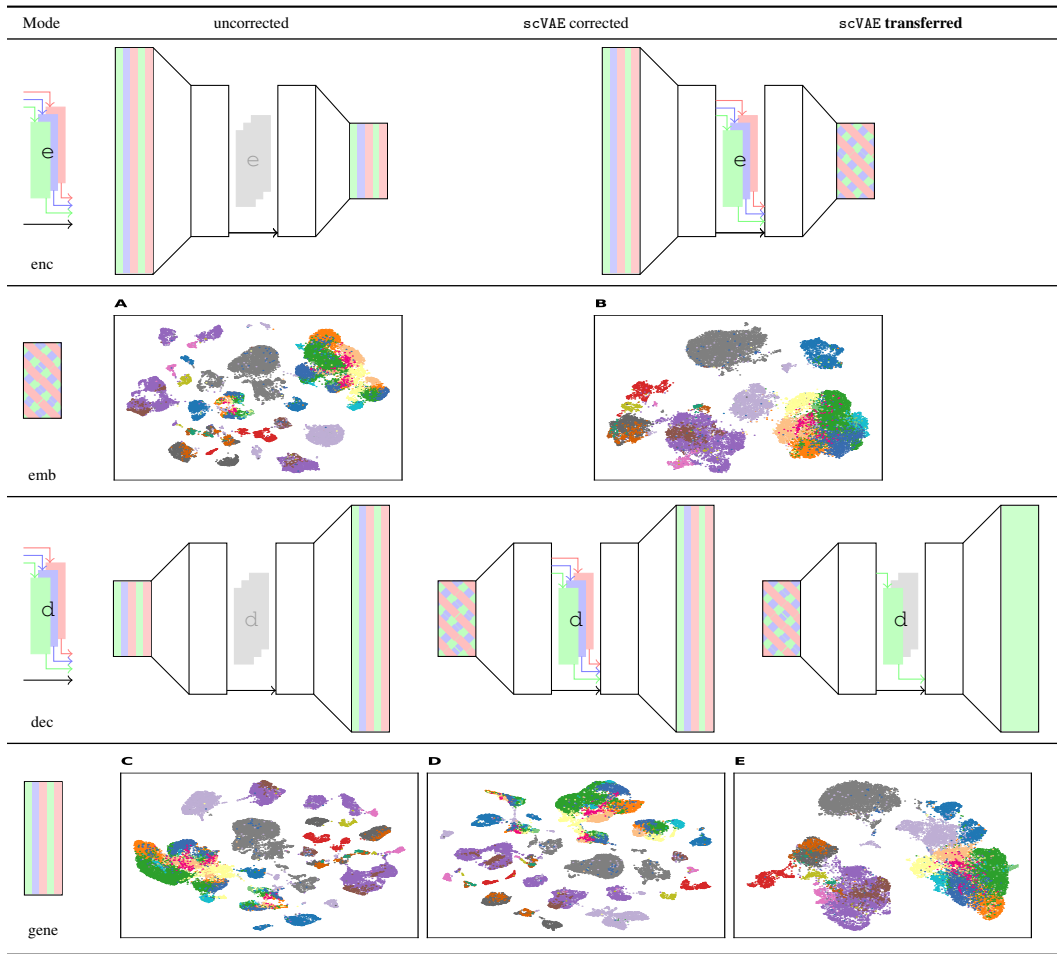 Mode uncorrected scVAE corrected scVAE transferred
e e e
enc
A B
emb
d d d d
dec
C D E
gene